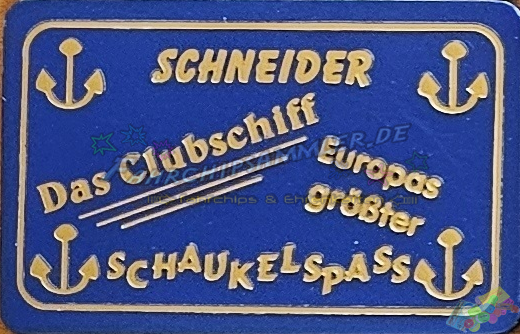 SCHNEIDER
Das Clubschiff
Europas
größter
SCHAUKELSPASS